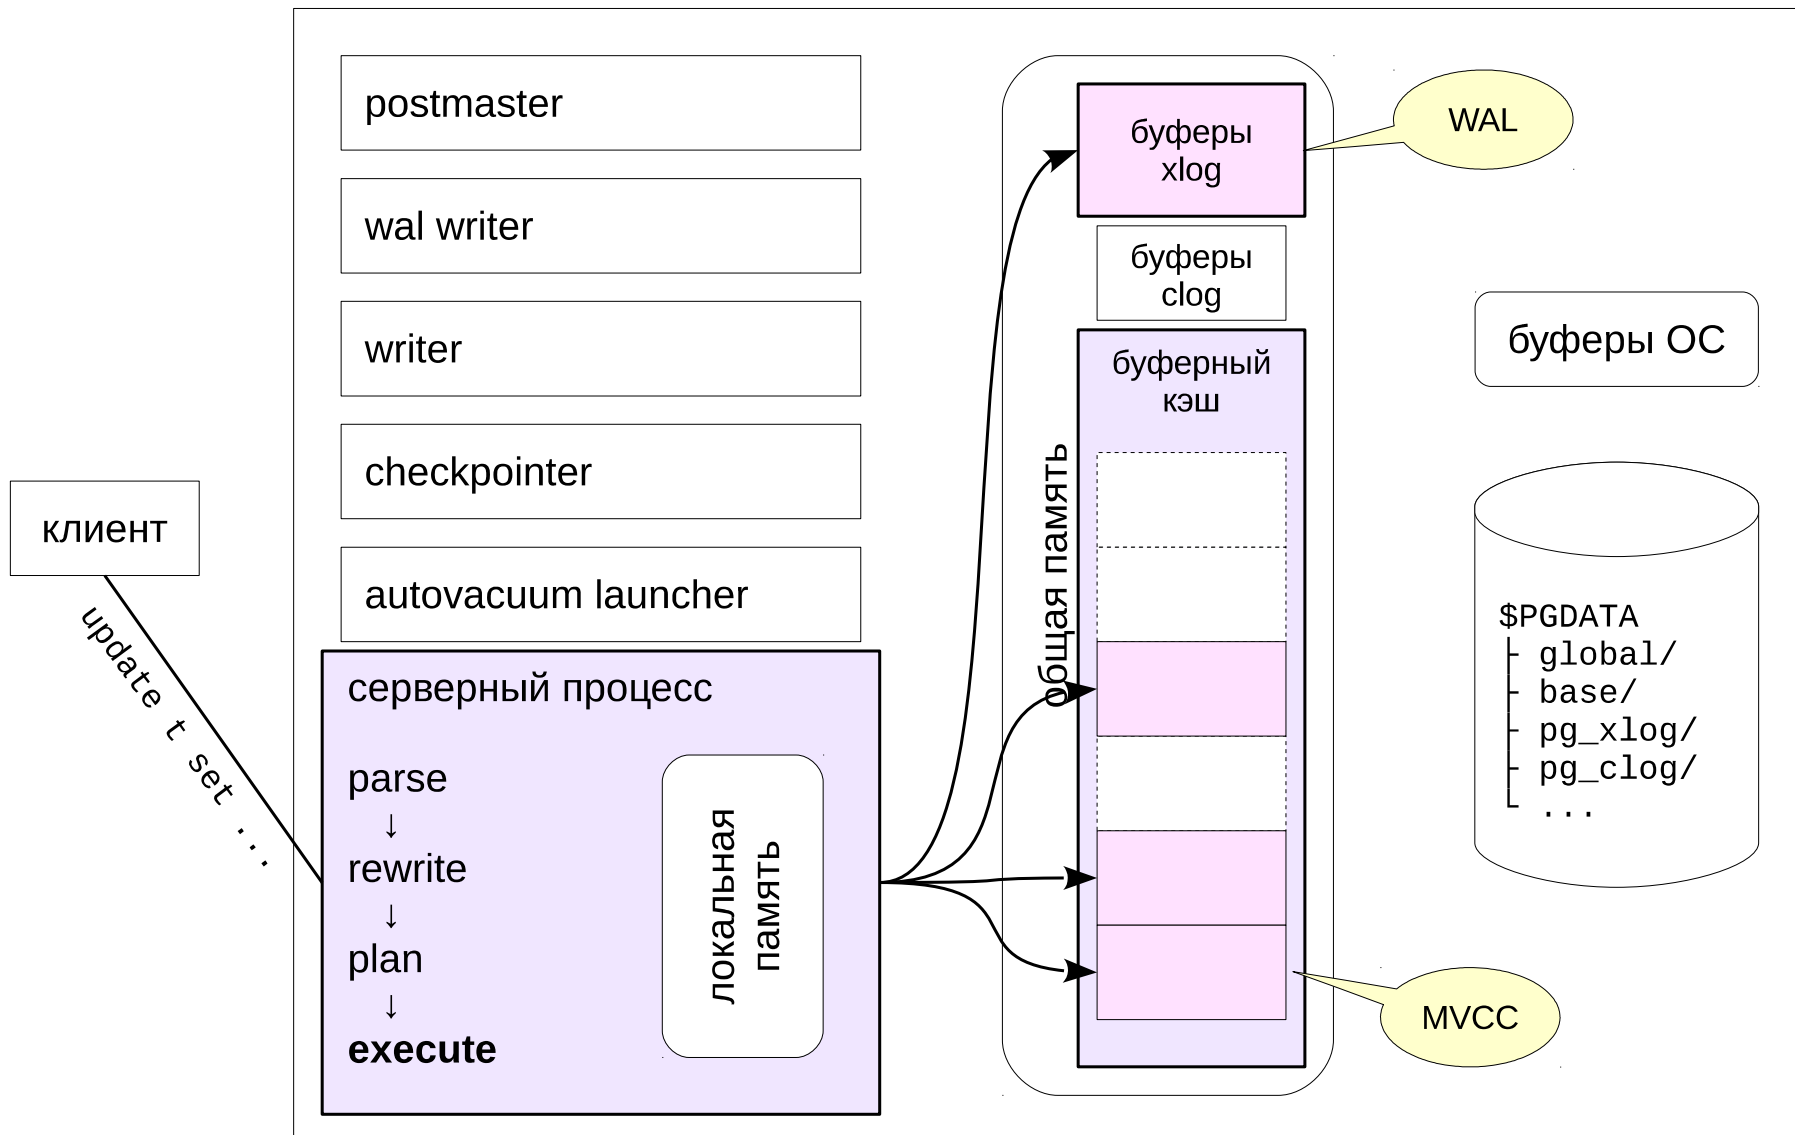 postmaster
wal writer
writer
checkpointer
autovacuum launcher
клиент
update t set ...
серверный процесс
parse
↓
rewrite
↓
plan
↓
execute
локальная
память
общая память
буферы
xlog
буферы
clog
буферный
кэш
WAL
буферы ОС
$PGDATA
├ global/
├ base/
├ pg_xlog/
├ pg_clog/
└ ...
MVCC